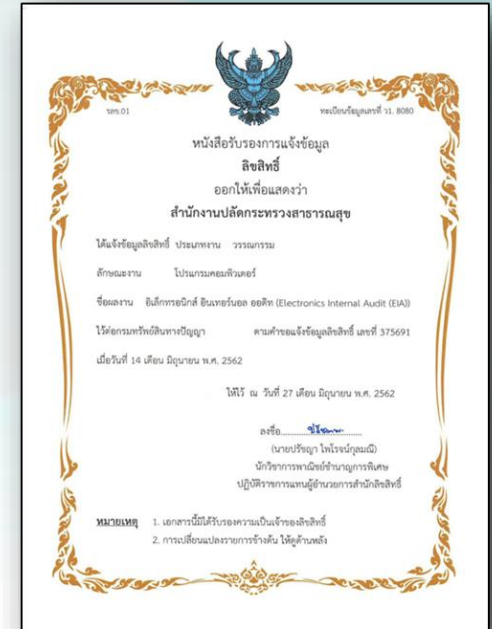 รลข.01
ทะเบียนข้อมูลเลขที่ ว1. 8080
หนังสือรับรองการแจ้งข้อมูล
ลิขสิทธิ์
ออกให้เพื่อแสดงว่า
สำนักงานปลัดกระทรวงสาธารณสุข
ได้แจ้งข้อมูลลิขสิทธิ์ ประเภทงาน วรรณกรรม
ลักษณะงาน โปรแกรมคอมพิวเตอร์
ชื่อผลงาน อิเล็กทรอนิกส์ อินเทอร์นอล ออดิท (Electronics Internal Audit (EIA))
ไว้ต่อกรมทรัพย์สินทางปัญญา ตามคำขอแจ้งข้อมูลลิขสิทธิ์ เลขที่ 375691
เมื่อวันที่ 14 เดือน มิถุนายน พ.ศ. 2562
ให้ไว้ ณ วันที่ 27 เดือน มิถุนายน พ.ศ. 2562
ลงชื่อ
(นายปรัชญา ไพโรจน์กุลมณี)
นักวิชาการพาณิชย์ชำนาญการพิเศษ
ปฏิบัติราชการแทนผู้อำนวยการสำนักลิขสิทธิ์
หมายเหตุ 1. เอกสารนี้มิได้รับรองความเป็นเจ้าของลิขสิทธิ์
2. การเปลี่ยนแปลงรายการข้างต้น ให้ดูด้านหลัง